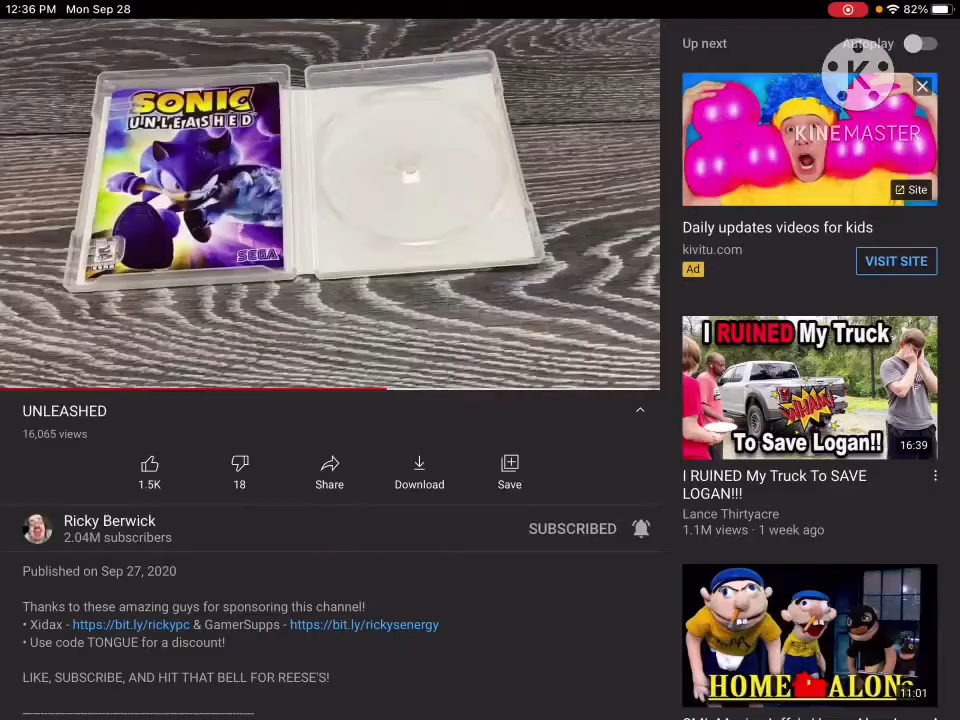 12:36 PM Mon Sep 28
82%
SONIC
UNLEASHED
SEGA
UNLEASHED
16,065 views
1.5K
18
Share
Download
Save
Ricky Berwick
2.04M subscribers
SUBSCRIBED
Published on Sep 27, 2020
Thanks to these amazing guys for sponsoring this channel!
• Xidax - https://bit.ly/rickypc & GamerSupps - https://bit.ly/rickysenergy
• Use code TONGUE for a discount!
LIKE, SUBSCRIBE, AND HIT THAT BELL FOR REESE'S!
Up next
Autoplay
K
KINEMASTER
Site
Daily updates videos for kids
kivitu.com
Ad
VISIT SITE
I RUINED My Truck
WHAM!
To Save Logan!!
16:39
I RUINED My Truck To SAVE
LOGAN!!!
Lance Thirtyacre
1.1M views · 1 week ago
HOME ALONE
11:01